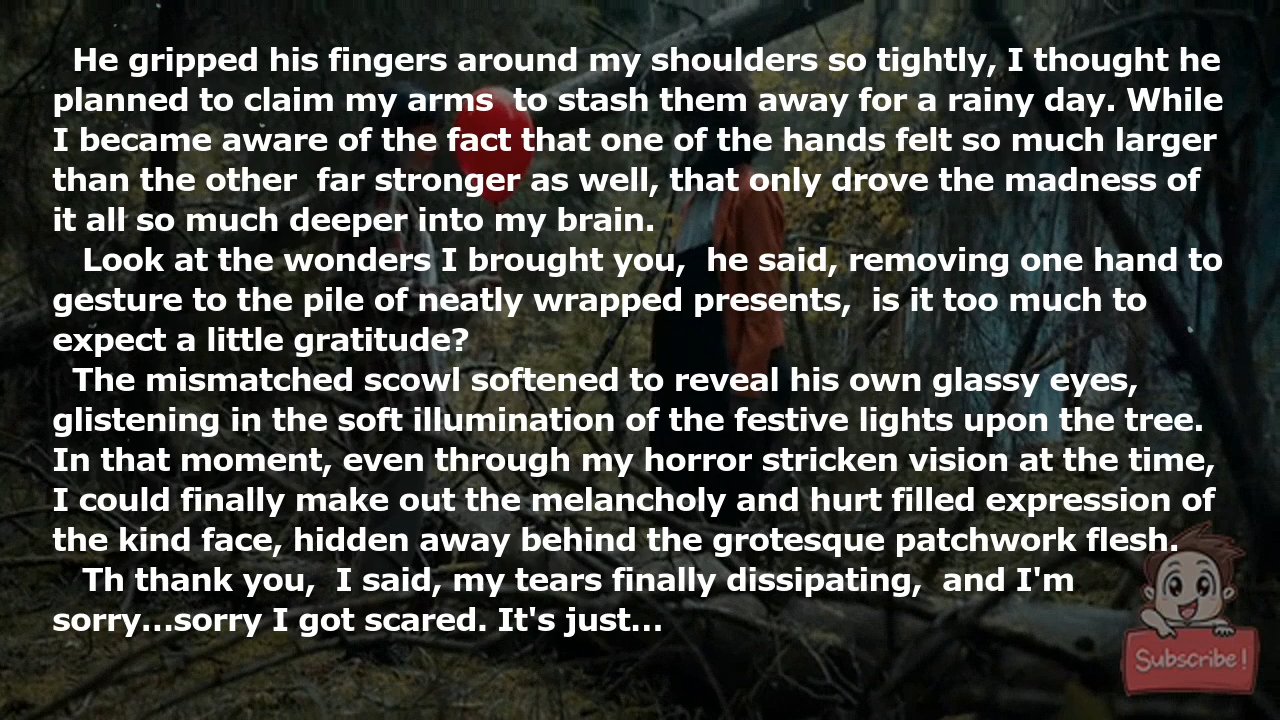 He gripped his fingers around my shoulders so tightly, I thought he
planned to claim my arms  to stash them away for a rainy day. While
I became aware of the fact that one of the hands felt so much larger
than the other  far stronger as well, that only drove the madness of
it all so much deeper into my brain.
Look at the wonders I brought you,  he said, removing one hand to
gesture to the pile of neatly wrapped presents,  is it too much to
expect a little gratitude?
The mismatched scowl softened to reveal his own glassy eyes,
glistening in the soft illumination of the festive lights upon the tree.
In that moment, even through my horror stricken vision at the time,
I could finally make out the melancholy and hurt filled expression of
the kind face, hidden away behind the grotesque patchwork flesh.
Th thank you,  I said, my tears finally dissipating,  and I'm
sorry...sorry I got scared. It's just...
Subscribe!